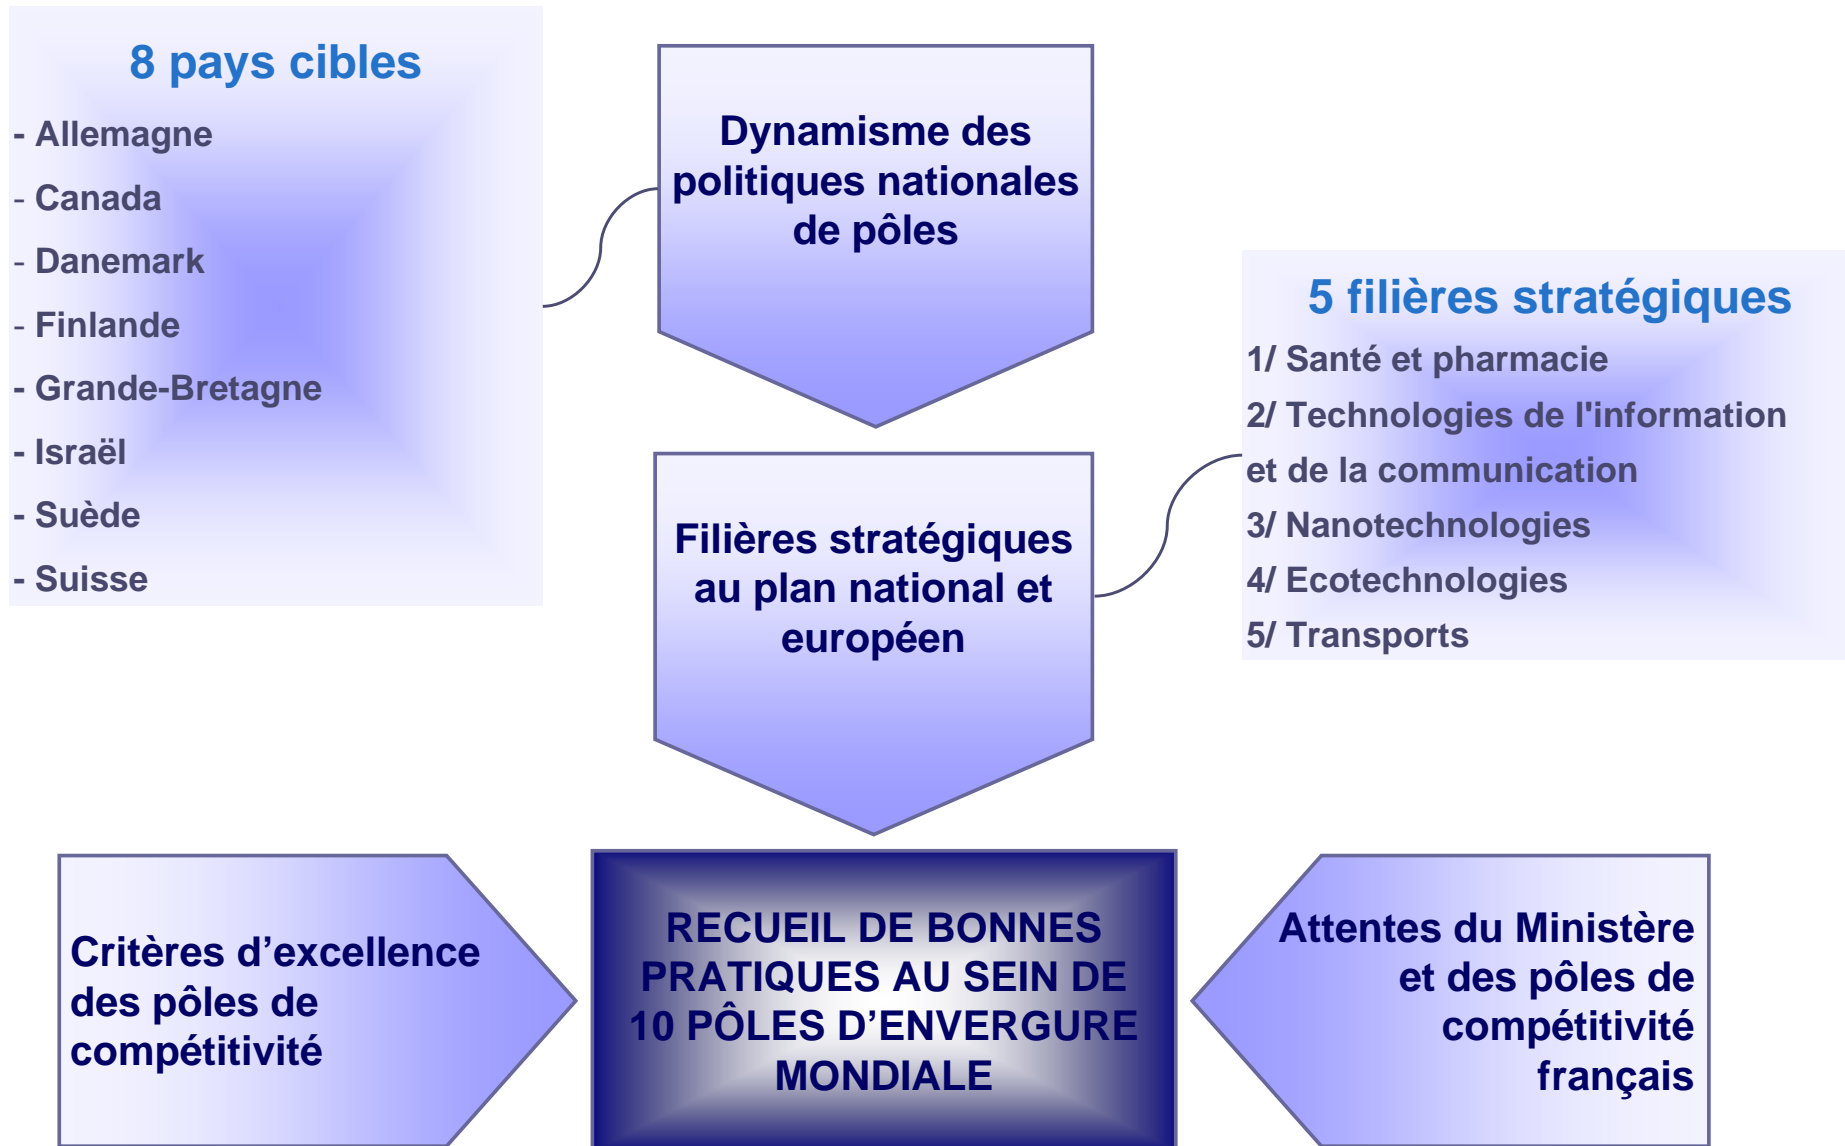 8 pays cibles
- Allemagne
- Canada
- Danemark
- Finlande
- Grande-Bretagne
- Israël
- Suède
- Suisse
Dynamisme des
politiques nationales
de pôles
5 filières stratégiques
1/ Santé et pharmacie
2/ Technologies de l'information
et de la communication
3/ Nanotechnologies
4/ Ecotechnologies
5/ Transports
Filières stratégiques
au plan national et
européen
Critères d’excellence
des pôles de
compétitivité
RECUEIL DE BONNES
PRATIQUES AU SEIN DE
10 PÔLES D’ENVERGURE
MONDIALE
Attentes du Ministère
et des pôles de
compétitivité
français